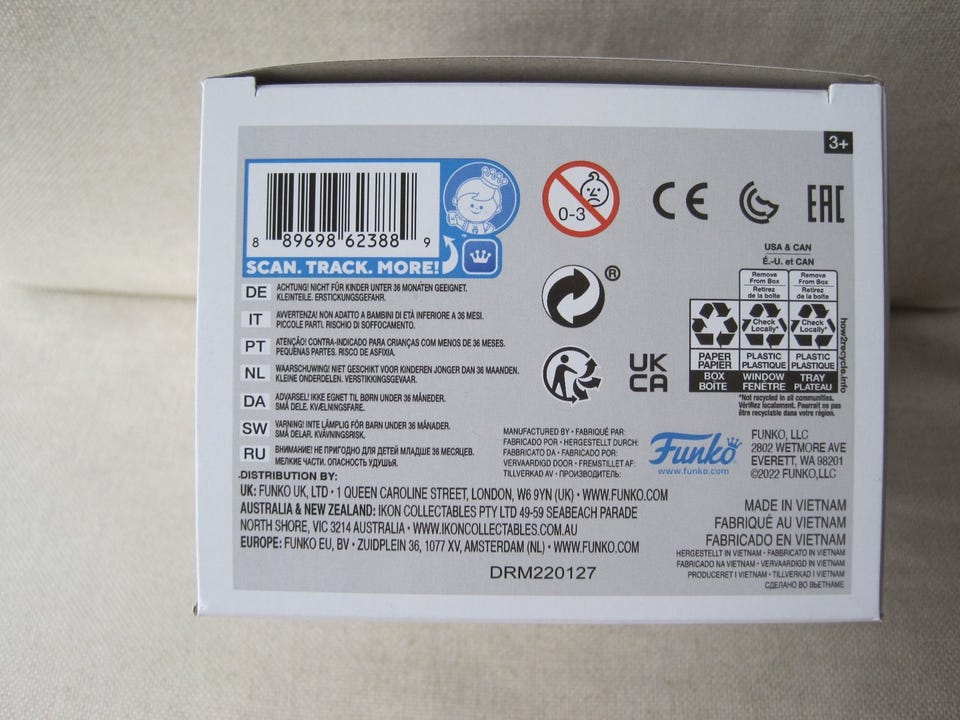 3+
8 89698 62388 9
SCAN. TRACK. MORE!
™
0-3
CE
EAC
®
UK
CA
USA & CAN
É.-U. et CAN
Remove From Box
Retirez de la boîte
Remove From Box
Retirez de la boîte
Check Locally*
Check Locally*
PAPER
PAPIER
PLASTIC
PLASTIQUE
PLASTIC
PLASTIQUE
BOX
BOÎTE
WINDOW
FENÊTRE
TRAY
PLATEAU
how2recycle.info
*Not recycled in all communities.
Vérifiez localement. Pourrait ne pas
être recyclable dans votre région.
DE ACHTUNG! NICHT FÜR KINDER UNTER 36 MONATEN GEEIGNET.
KLEINTEILE. ERSTICKUNGSGEFAHR.
IT AVVERTENZA! NON ADATTO A BAMBINI DI ETÀ INFERIORE A 36 MESI.
PICCOLE PARTI. RISCHIO DI SOFFOCAMENTO.
PT ATENÇÃO! CONTRA-INDICADO PARA CRIANÇAS COM MENOS DE 36 MESES.
PEQUENAS PARTES. RISCO DE ASFIXIA.
NL WAARSCHUWING! NIET GESCHIKT VOOR KINDEREN JONGER DAN 36 MAANDEN.
KLEINE ONDERDELEN. VERSTIKKINGSGEVAAR.
DA ADVARSEL! IKKE EGNET TIL BØRN UNDER 36 MÅNEDER.
SMÅ DELE. KVÆLNINGSFARE.
SW VARNING! INTE LÄMPLIG FÖR BARN UNDER 36 MÅNADER.
SMÅ DELAR. KVÄVNINGSRISK.
RU ВНИМАНИЕ! НЕ ПРИГОДНО ДЛЯ ДЕТЕЙ МЛАДШЕ 36 МЕСЯЦЕВ.
МЕЛКИЕ ЧАСТИ. ОПАСНОСТЬ УДУШЬЯ.
MANUFACTURED BY • FABRIQUÉ PAR:
FABRICADO POR • HERGESTELLT DURCH:
FABBRICATO DA • FABRICADO POR:
VERVAARDIGD DOOR • FREMSTILLET AF:
TILLVERKAD AV • ПРОИЗВОДИТЕЛЬ:
Funko
www.funko.com
FUNKO, LLC
2802 WETMORE AVE
EVERETT, WA 98201
©2022 FUNKO,LLC
DISTRIBUTION BY:
UK: FUNKO UK, LTD • 1 QUEEN CAROLINE STREET, LONDON, W6 9YN (UK) • WWW.FUNKO.COM
AUSTRALIA & NEW ZEALAND: IKON COLLECTABLES PTY LTD 49-59 SEABEACH PARADE
NORTH SHORE, VIC 3214 AUSTRALIA • WWW.IKONCOLLECTABLES.COM.AU
EUROPE: FUNKO EU, BV • ZUIDPLEIN 36, 1077 XV, AMSTERDAM (NL) • WWW.FUNKO.COM
DRM220127
MADE IN VIETNAM
FABRIQUÉ AU VIETNAM
FABRICADO EN VIETNAM
HERGESTELLT IN VIETNAM • FABBRICATO IN VIETNAM
FABRICADO NA VIETNAM • VERVAARDIGD IN VIETNAM
PRODUCERET I VIETNAM • TILLVERKAD I VIETNAM
СДЕЛАНО ВО ВЬЕТНАМЕ